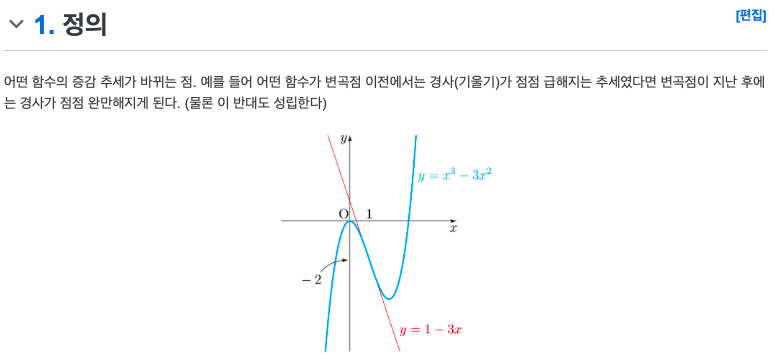 1. 정의
[편집]
어떤 함수의 증감 추세가 바뀌는 점. 예를 들어 어떤 함수가 변곡점 이전에서는 경사(기울기)가 점점 급해지는 추세였다면 변곡점이 지난 후에
는 경사가 점점 완만해지게 된다. (물론 이 반대도 성립한다)
y
y = x³ − 3x²
O 1
x
− 2
y = 1 − 3x